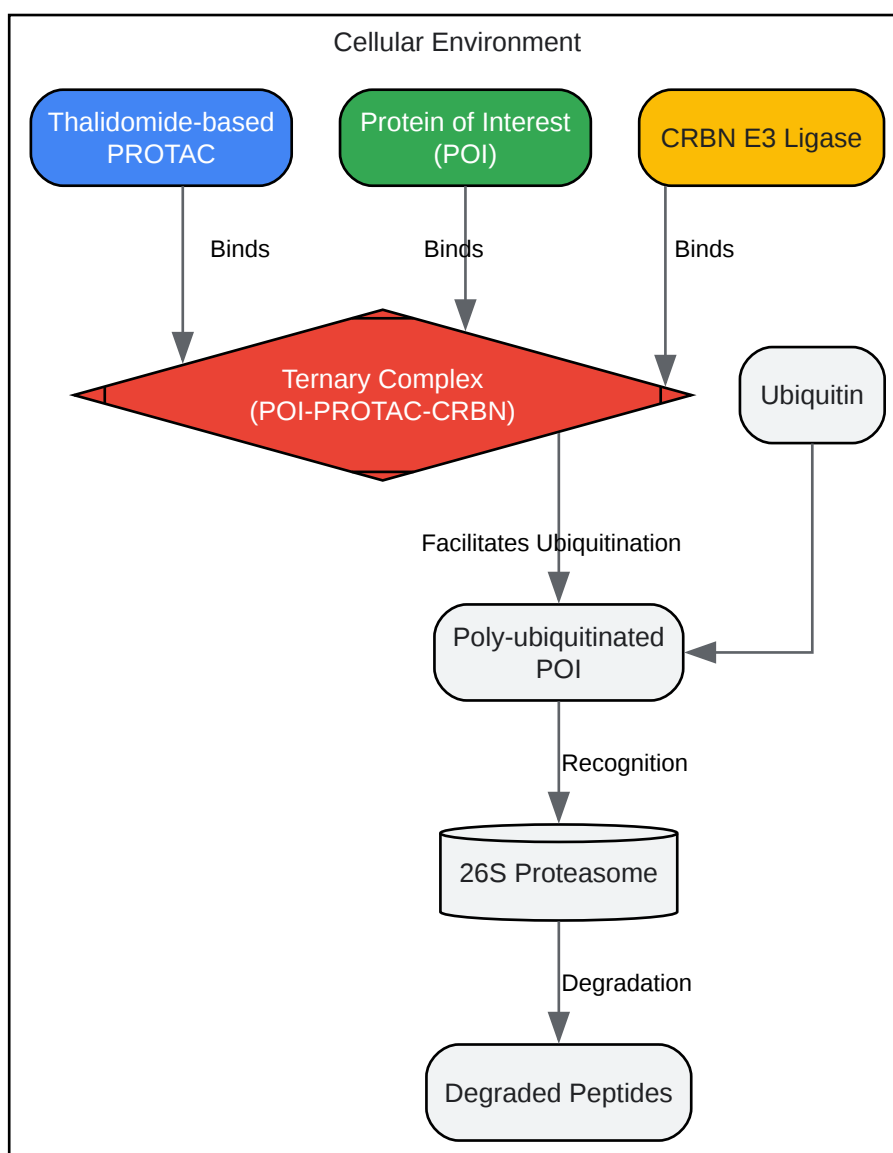 Cellular Environment
Thalidomide-based
PROTAC
Protein of Interest
(POI)
CRBN E3 Ligase
Binds
Binds
Binds
Ternary Complex
(POI-PROTAC-CRBN)
Ubiquitin
Facilitates Ubiquitination
Poly-ubiquitinated
POI
Recognition
26S Proteasome
Degradation
Degraded Peptides